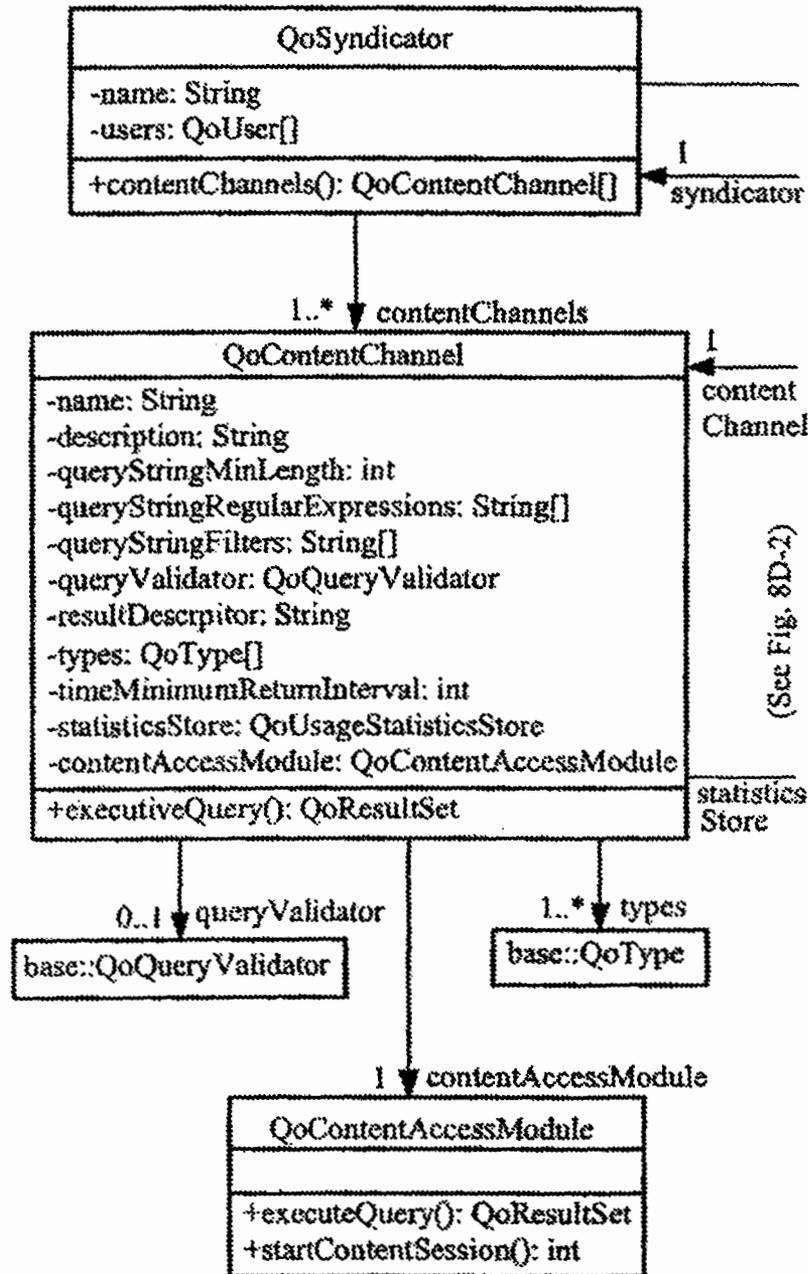 QoSyndicator
-name: String
-users: QoUser[]
+contentChannels(): QoContentChannel[]
1
syndicator
1..* contentChannels
QoContentChannel
1
content
Channel
-name: String
-description: String
-queryStringMinLength: int
-queryStringRegularExpressions: String[]
-queryStringFilters: String[]
-queryValidator: QoQueryValidator
-resultDescrpitor: String
-types: QoType[]
-timeMinimumReturnInterval: int
-statisticsStore: QoUsageStatisticsStore
-contentAccessModule: QoContentAccessModule
+executiveQuery(): QoResultSet
(See Fig. 8D-2)
statistics
Store
0..1 queryValidator
1..* types
base::QoQueryValidator
base::QoType
1 contentAccessModule
QoContentAccessModule
+executeQuery(): QoResultSet
+startContentSession(): int